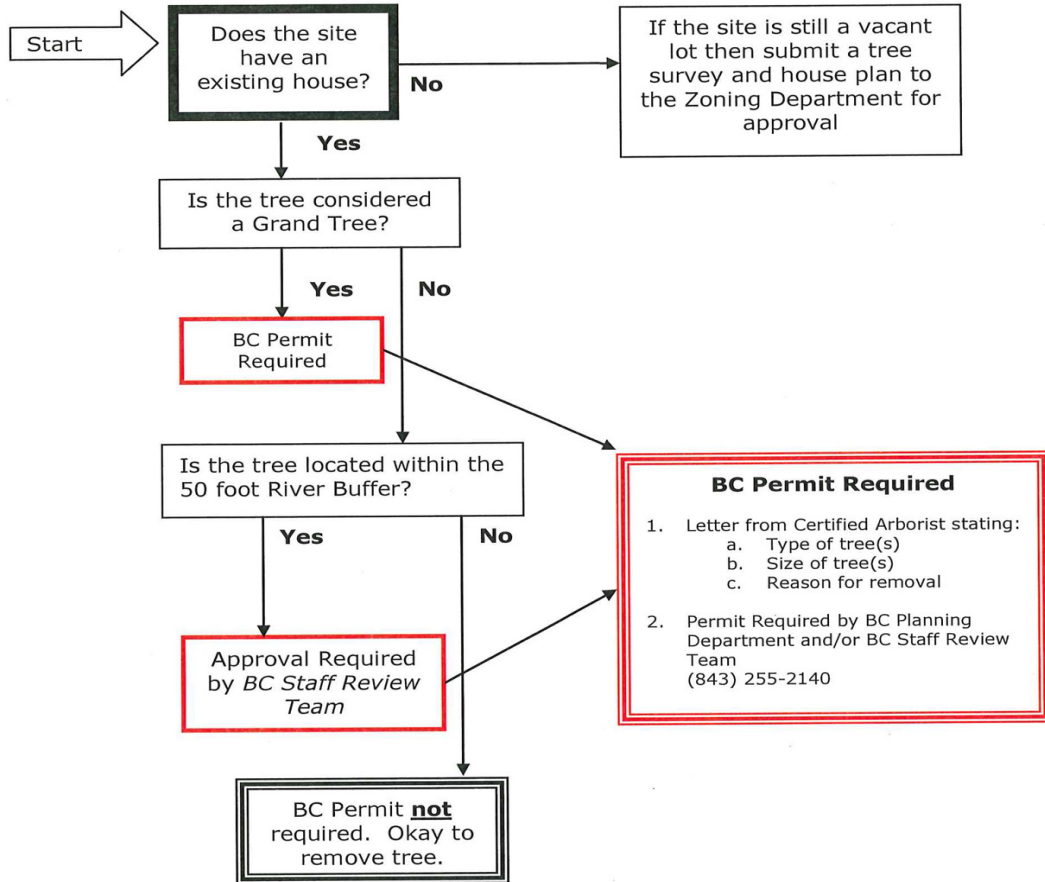 Start
Does the site
have an
existing house?
No
If the site is still a vacant
lot then submit a tree
survey and house plan to
the Zoning Department for
approval
Yes
Is the tree considered
a Grand Tree?
Yes
No
BC Permit
Required
Is the tree located within the
50 foot River Buffer?
Yes
No
Approval Required
by BC Staff Review
Team
BC Permit Required
1. Letter from Certified Arborist stating:
a. Type of tree(s)
b. Size of tree(s)
c. Reason for removal
2. Permit Required by BC Planning
Department and/or BC Staff Review
Team
(843) 255-2140
BC Permit not
required. Okay to
remove tree.